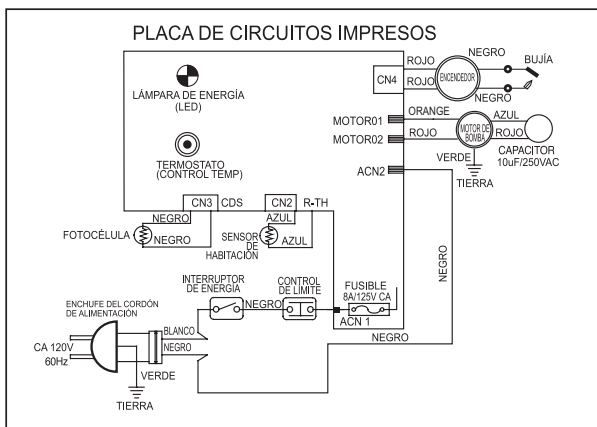 PLACA DE CIRCUITOS IMPRESOS
LÁMPARA DE ENERGÍA
(LED)
TERMOSTATO
(CONTROL TEMP)
CN4
ROJO
ROJO
NEGRO
ENCENDEDOR
NEGRO
BUJÍA
MOTOR01
MOTOR02
ORANGE
ROJO
MOTOR DE
BOMBA
AZUL
ROJO
CAPACITOR
10uF/250VAC
VERDE
TIERRA
ACN2
CN3
CDS
CN2
R-TH
NEGRO
NEGRO
FOTOCÉLULA
AZUL
AZUL
SENSOR
DE
HABITACIÓN
NEGRO
INTERRUPTOR
DE ENERGÍA
NEGRO
CONTROL
DE LÍMITE
FUSIBLE
8A/125V CA
ACN 1
NEGRO
ENCHUFE DEL CORDÓN
DE ALIMENTACIÓN
BLANCO
NEGRO
CA 120V
60Hz
VERDE
TIERRA